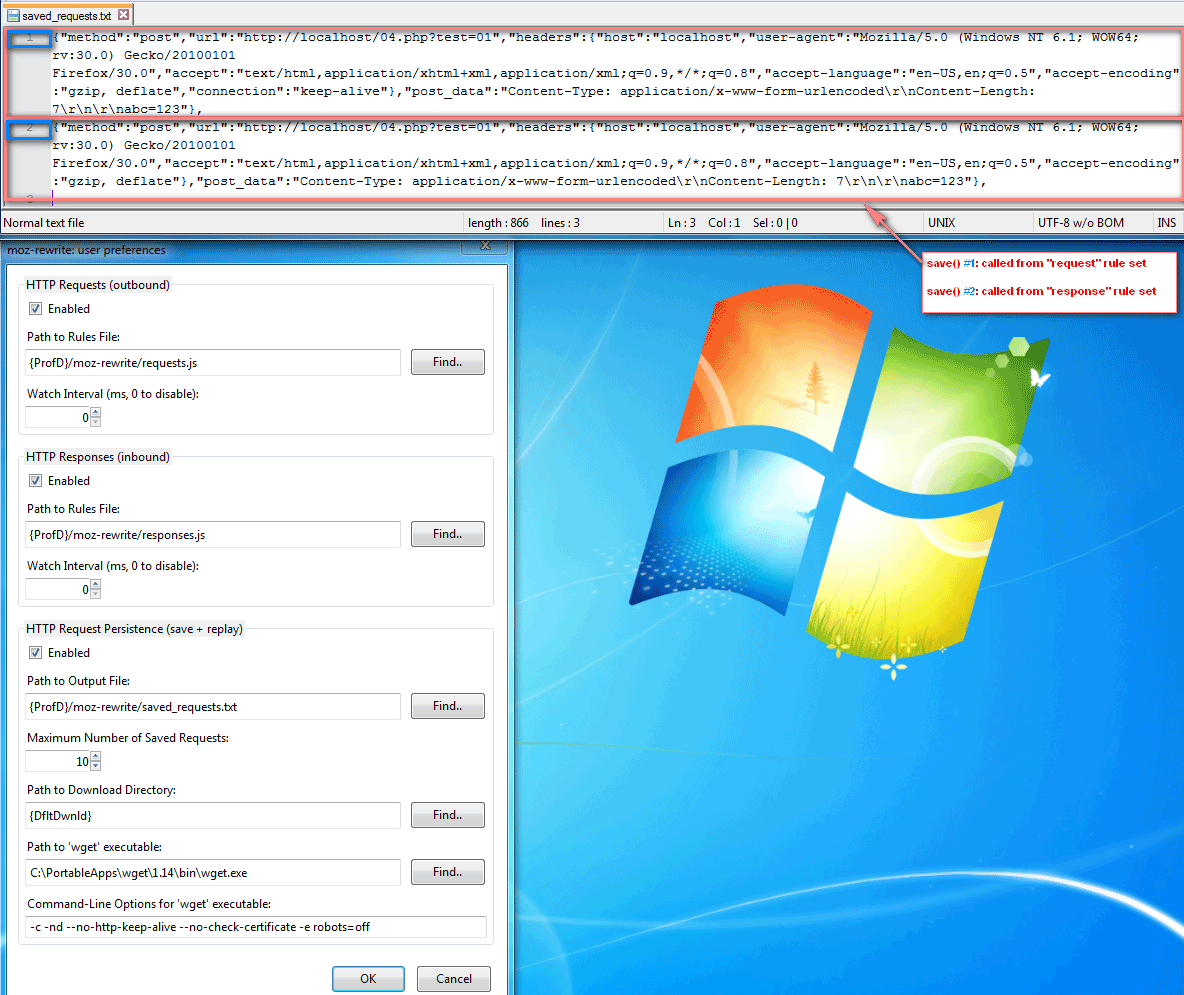 saved_requests.txt
1
{"method":"post","url":"http://localhost/04.php?test=01","headers":{"host":"localhost","user-agent":"Mozilla/5.0 (Windows NT 6.1; WOW64;
rv:30.0) Gecko/20100101
Firefox/30.0","accept":"text/html,application/xhtml+xml,application/xml;q=0.9,*/*;q=0.8","accept-language":"en-US,en;q=0.5","accept-encoding"
:"gzip, deflate","connection":"keep-alive"},"post_data":"Content-Type: application/x-www-form-urlencoded\r\nContent-Length:
7\r\n\r\nabc=123"},
2
{"method":"post","url":"http://localhost/04.php?test=01","headers":{"host":"localhost","user-agent":"Mozilla/5.0 (Windows NT 6.1; WOW64;
rv:30.0) Gecko/20100101
Firefox/30.0","accept":"text/html,application/xhtml+xml,application/xml;q=0.9,*/*;q=0.8","accept-language":"en-US,en;q=0.5","accept-encoding"
:"gzip, deflate"},"post_data":"Content-Type: application/x-www-form-urlencoded\r\nContent-Length: 7\r\n\r\nabc=123"},
3
Normal text file length : 866 lines : 3 Ln : 3 Col : 1 Sel : 0 | 0 UNIX UTF-8 w/o BOM INS
save() #1: called from "request" rule set
save() #2: called from "response" rule set
moz-rewrite: user preferences
HTTP Requests (outbound)
Enabled
Path to Rules File:
{ProfD}/moz-rewrite/requests.js Find..
Watch Interval (ms, 0 to disable):
0
HTTP Responses (inbound)
Enabled
Path to Rules File:
{ProfD}/moz-rewrite/responses.js Find..
Watch Interval (ms, 0 to disable):
0
HTTP Request Persistence (save + replay)
Enabled
Path to Output File:
{ProfD}/moz-rewrite/saved_requests.txt Find..
Maximum Number of Saved Requests:
10
Path to Download Directory:
{DfltDwnld} Find..
Path to 'wget' executable:
C:\PortableApps\wget\1.14\bin\wget.exe Find..
Command-Line Options for 'wget' executable:
-c -nd --no-http-keep-alive --no-check-certificate -e robots=off
OK Cancel